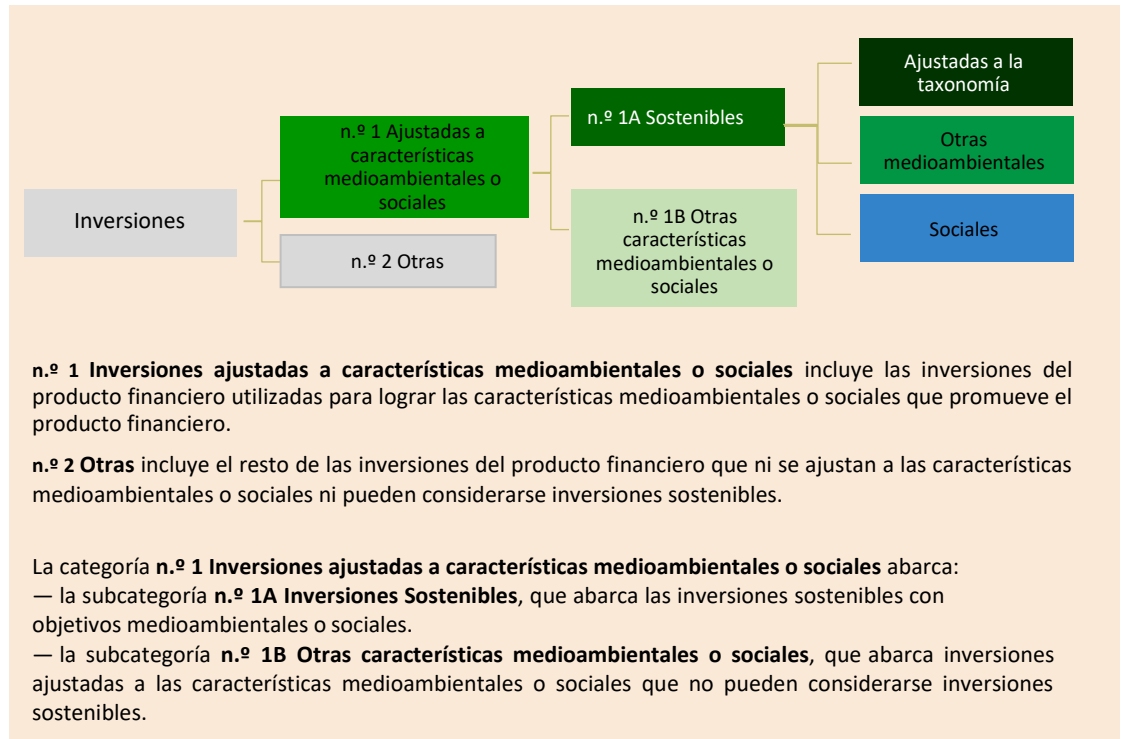 Ajustadas a la
taxonomía
n.º 1A Sostenibles
n.º 1 Ajustadas a
características
medioambientales o
sociales
Otras
medioambientales
Inversiones
n.º 1B Otras
características
medioambientales o
sociales
Sociales
n.º 2 Otras
n.º 1 Inversiones ajustadas a características medioambientales o sociales incluye las inversiones del
producto financiero utilizadas para lograr las características medioambientales o sociales que promueve el
producto financiero.
n.º 2 Otras incluye el resto de las inversiones del producto financiero que ni se ajustan a las características
medioambientales o sociales ni pueden considerarse inversiones sostenibles.
La categoría n.º 1 Inversiones ajustadas a características medioambientales o sociales abarca:
— la subcategoría n.º 1A Inversiones Sostenibles, que abarca las inversiones sostenibles con
objetivos medioambientales o sociales.
— la subcategoría n.º 1B Otras características medioambientales o sociales, que abarca inversiones
ajustadas a las características medioambientales o sociales que no pueden considerarse inversiones
sostenibles.